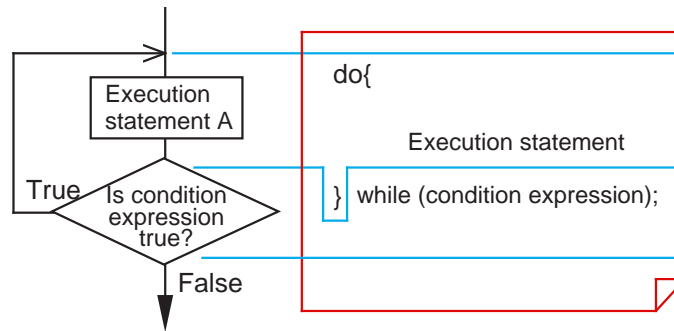 do{
Execution
statement A
Execution statement
True
Is condition
expression
true?
} while (condition expression);
False